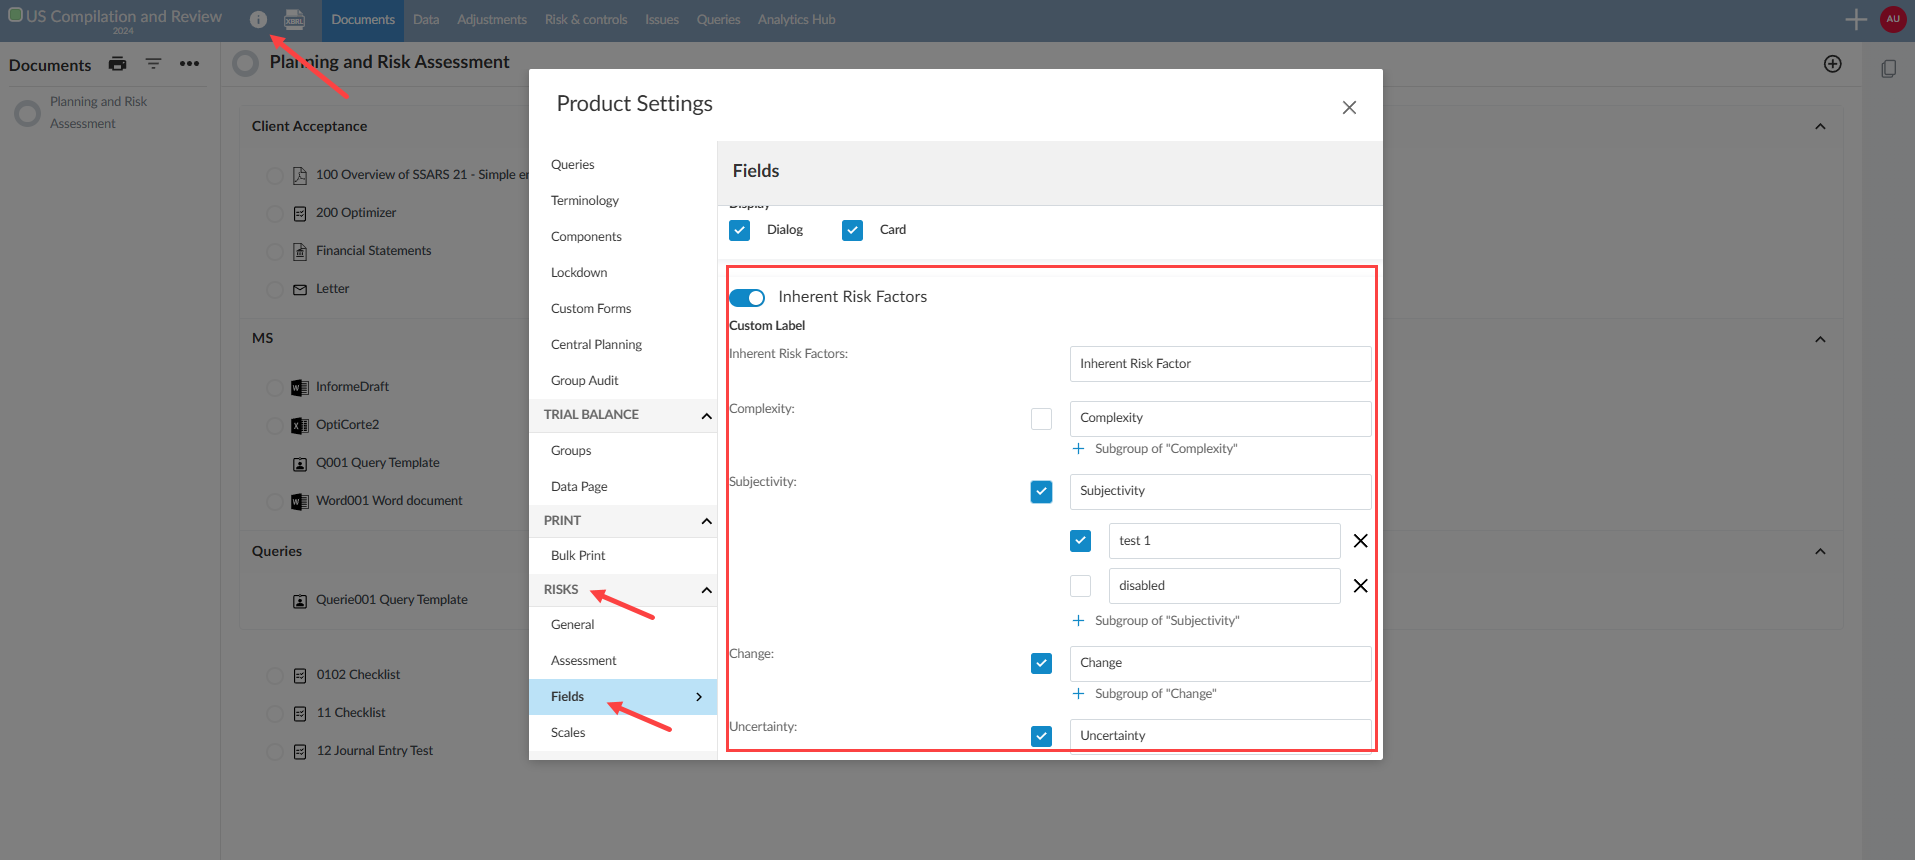 US Compilation and Review
2024
XBRL
Documents
Data
Adjustments
Risk & controls
Issues
Queries
Analytics Hub
AU
Documents
Planning and Risk Assessment
Planning and Risk
Assessment
Client Acceptance
100 Overview of SSARS 21 - Simple en
200 Optimizer
Financial Statements
Letter
MS
InformeDraft
OptiCorte2
Q001 Query Template
Word001 Word document
Queries
Querie001 Query Template
0102 Checklist
11 Checklist
12 Journal Entry Test
Product Settings
Queries
Terminology
Components
Lockdown
Custom Forms
Central Planning
Group Audit
TRIAL BALANCE
Groups
Data Page
PRINT
Bulk Print
RISKS
General
Assessment
Fields
Scales
Fields
Display
Dialog
Card
Inherent Risk Factors
Custom Label
Inherent Risk Factors:
Inherent Risk Factor
Complexity:
Complexity
Subgroup of "Complexity"
Subjectivity:
Subjectivity
test 1
disabled
Subgroup of "Subjectivity"
Change:
Change
Subgroup of "Change"
Uncertainty:
Uncertainty